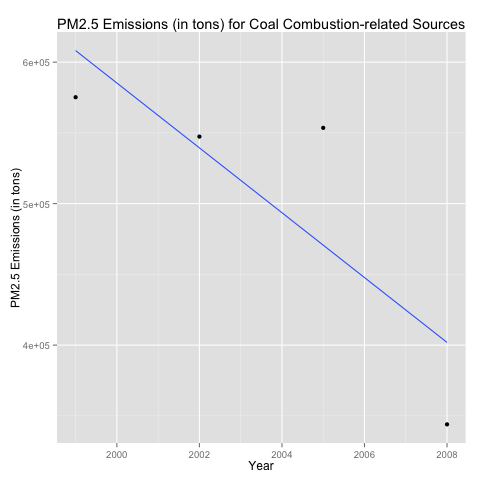 PM2.5 Emissions (in tons) for Coal Combustion-related Sources
PM2.5 Emissions (in tons)
6e+05
5e+05
4e+05
2000 2002 2004 2006 2008
Year